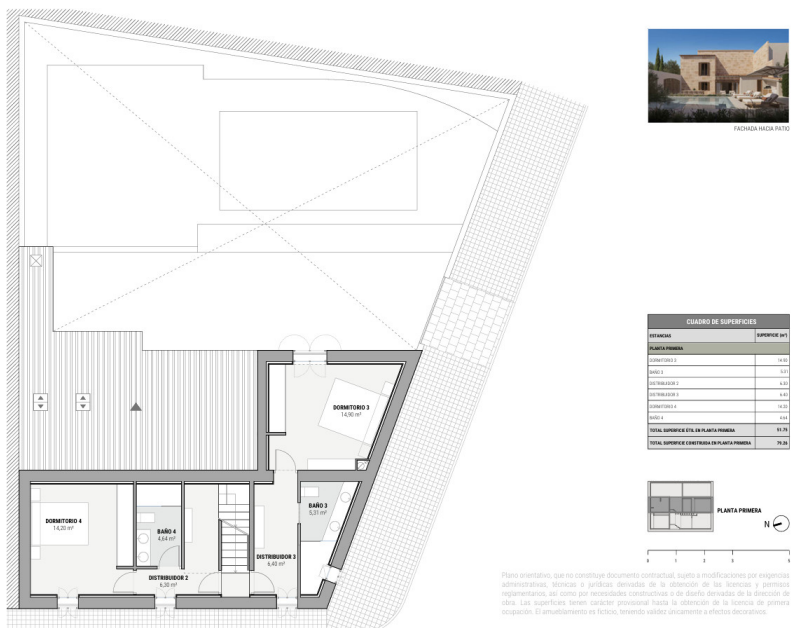 FACHADA HACIA PATIO
CUADRO DE SUPERFICIES
ESTANCIAS SUPERFICIE (m²)
PLANTA PRIMERA
DORMITORIO 3 14.90
BAÑO 3 5.31
DISTRIBUIDOR 2 6.30
DISTRIBUIDOR 3 6.40
DORMITORIO 4 14.20
BAÑO 4 4.64
TOTAL SUPERFICIE ÚTIL EN PLANTA PRIMERA 51.75
TOTAL SUPERFICIE CONSTRUIDA EN PLANTA PRIMERA 79.26
DORMITORIO 3
14,90 m²
DORMITORIO 4
14,20 m²
BAÑO 4
4,64 m²
BAÑO 3
5,31 m²
DISTRIBUIDOR 3
6,40 m²
DISTRIBUIDOR 2
6,30 m²
PLANTA PRIMERA
N
0 1 2 3 5
Plano orientativo, que no constituye documento contractual, sujeto a modificaciones por exigencias
administrativas, técnicas o jurídicas derivadas de la obtención de las licencias y permisos
reglamentarios, así como por necesidades constructivas o de diseño derivadas de la dirección de
obra. Las superficies tienen carácter provisional hasta la obtención de la licencia de primera
ocupación. El amueblamiento es ficticio, teniendo validez únicamente a efectos decorativos.